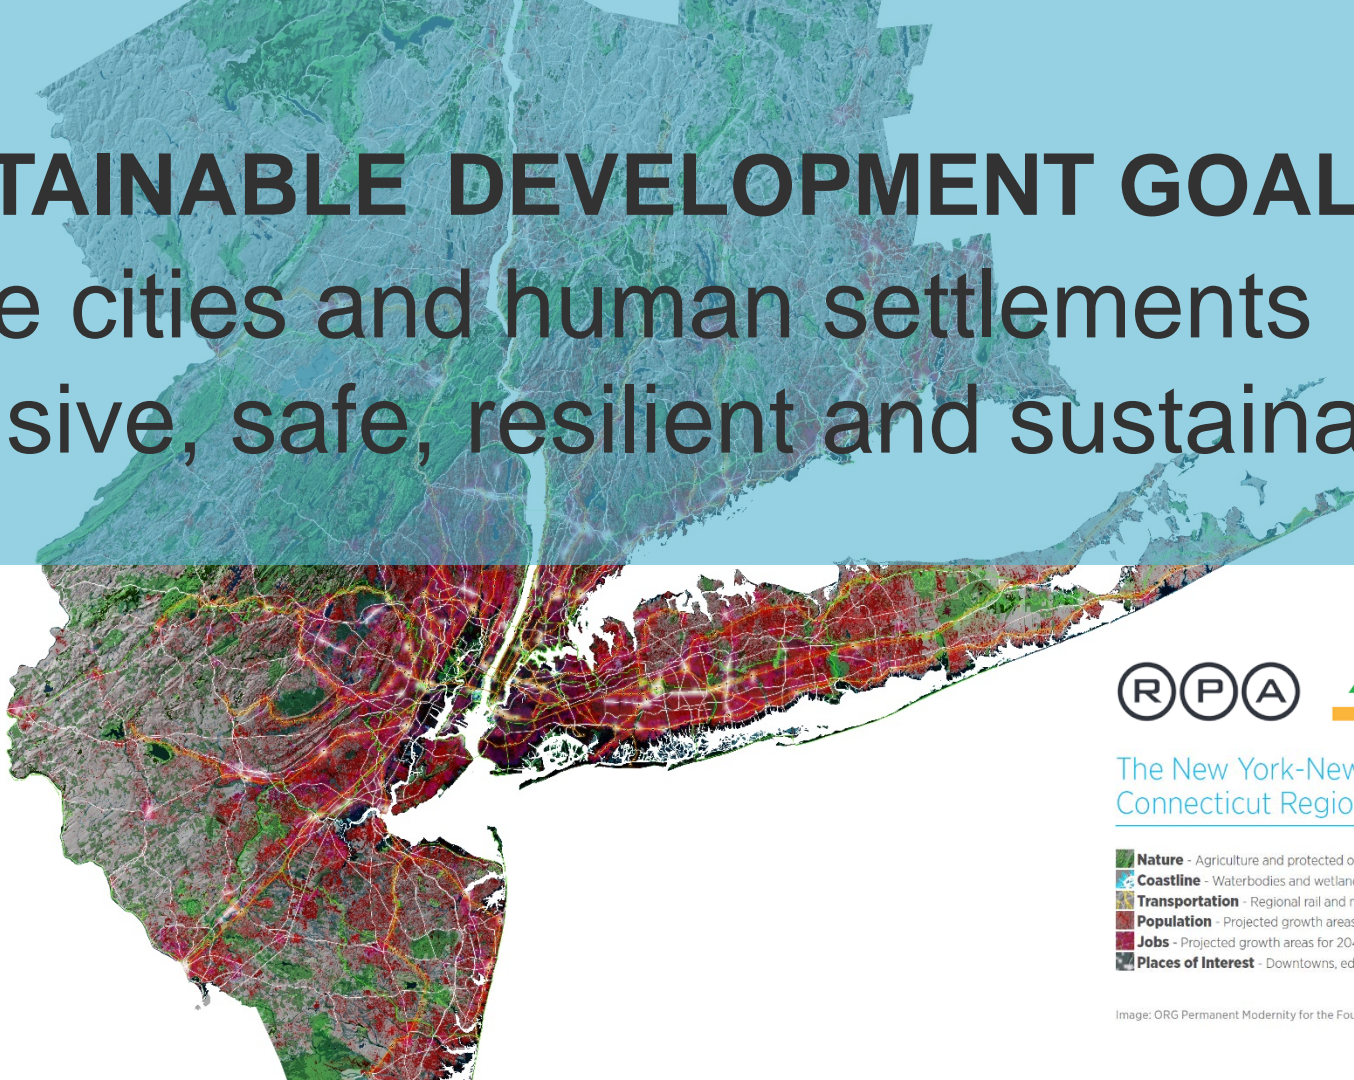 TAINABLE DEVELOPMENT GOAL
e cities and human settlements
sive, safe, resilient and sustaina
RPA
The New York-New
Connecticut Regio
Nature - Agriculture and protected o
Coastline - Waterbodies and wetlan
Transportation - Regional rail and r
Population - Projected growth areas
Jobs - Projected growth areas for 204
Places of Interest - Downtowns, ed
Image: ORG Permanent Modernity for the Fou